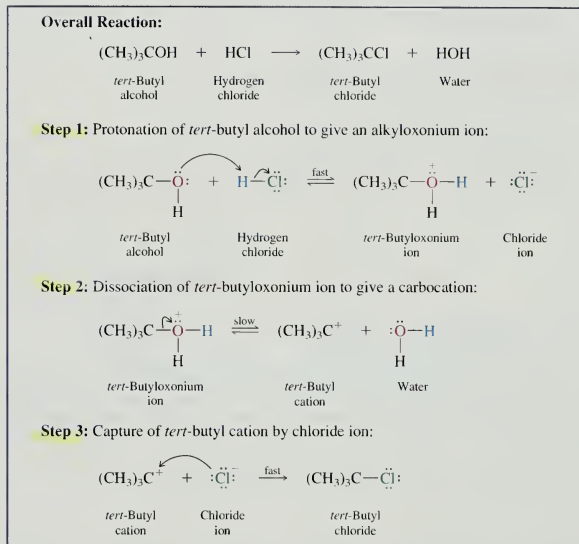 Overall Reaction:
(CH₃)₃COH + HCl ⟶ (CH₃)₃CCl + HOH
tert-Butyl alcohol Hydrogen chloride tert-Butyl chloride Water
Step 1: Protonation of tert-butyl alcohol to give an alkyloxonium ion:
(CH₃)₃C—Ö: + H—C̈l: ⇌ fast (CH₃)₃C—Ö⁺—H + :C̈l:⁻
H H
tert-Butyl alcohol Hydrogen chloride tert-Butyloxonium ion Chloride ion
Step 2: Dissociation of tert-butyloxonium ion to give a carbocation:
(CH₃)₃C—Ö⁺—H ⇌ slow (CH₃)₃C⁺ + :Ö—H
H H
tert-Butyloxonium ion tert-Butyl cation Water
Step 3: Capture of tert-butyl cation by chloride ion:
(CH₃)₃C⁺ + :C̈l:⁻ fast ⟶ (CH₃)₃C—C̈l:
tert-Butyl cation Chloride ion tert-Butyl chloride